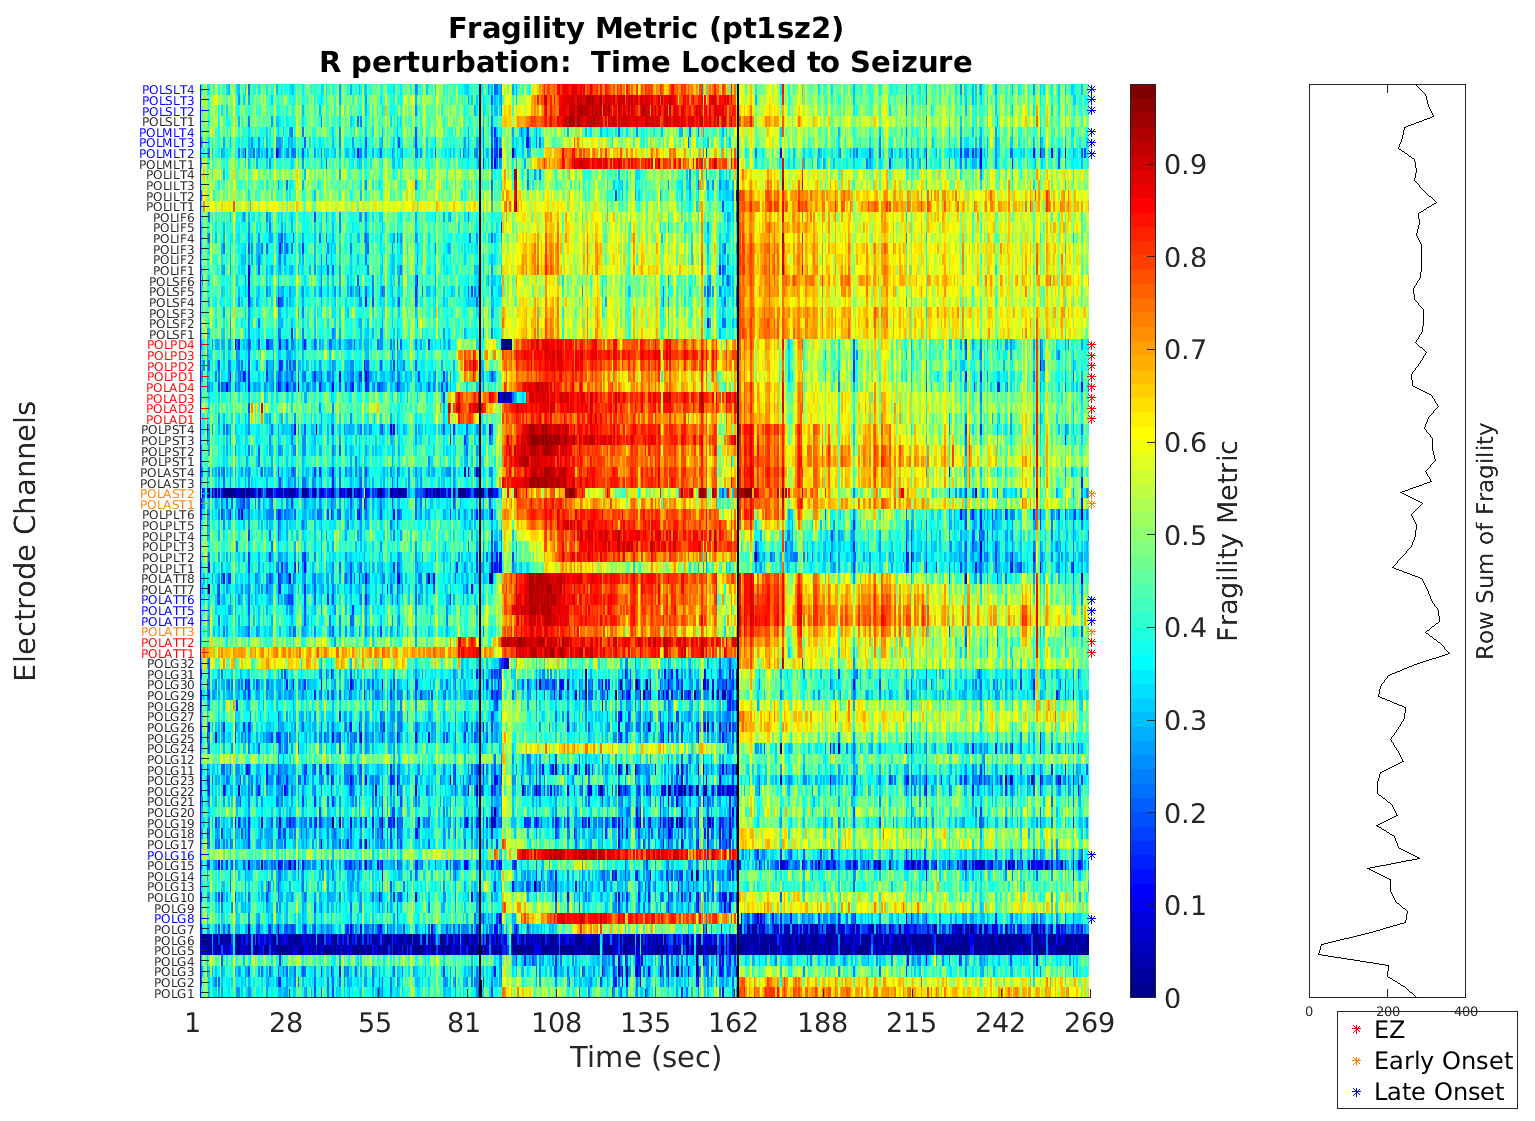 Fragility Metric (pt1sz2)
R perturbation:  Time Locked to Seizure
Electrode Channels
POLSLT4
POLSLT3
POLSLT2
POLSLT1
POLMLT4
POLMLT3
POLMLT2
POLMLT1
POLILT4
POLILT3
POLILT2
POLILT1
POLIF6
POLIF5
POLIF4
POLIF3
POLIF2
POLIF1
POLSF6
POLSF5
POLSF4
POLSF3
POLSF2
POLSF1
POLPD4
POLPD3
POLPD2
POLPD1
POLAD4
POLAD3
POLAD2
POLAD1
POLPST4
POLPST3
POLPST2
POLPST1
POLAST4
POLAST3
POLAST2
POLAST1
POLPLT6
POLPLT5
POLPLT4
POLPLT3
POLPLT2
POLPLT1
POLATT8
POLATT7
POLATT6
POLATT5
POLATT4
POLATT3
POLATT2
POLATT1
POLG32
POLG31
POLG30
POLG29
POLG28
POLG27
POLG26
POLG25
POLG24
POLG12
POLG11
POLG23
POLG22
POLG21
POLG20
POLG19
POLG18
POLG17
POLG16
POLG15
POLG14
POLG13
POLG10
POLG9
POLG8
POLG7
POLG6
POLG5
POLG4
POLG3
POLG2
POLG1
1 28 55 81 108 135 162 188 215 242 269
Time (sec)
0.9
0.8
0.7
0.6
0.5
0.4
0.3
0.2
0.1
0
Fragility Metric
Row Sum of Fragility
0 200 400
EZ
Early Onset
Late Onset